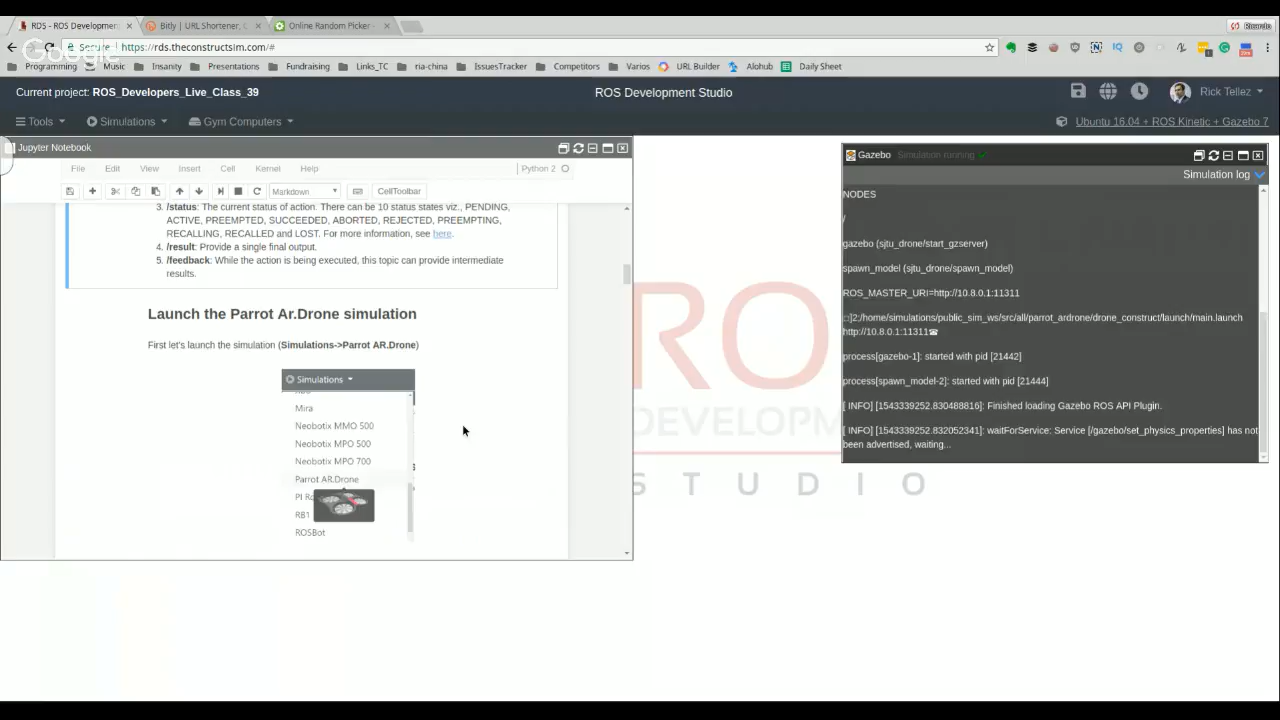 RDS - ROS Development
Bitly | URL Shortener, C
Online Random Picker -
Ricardo
Google
Secure https://rds.theconstructsim.com/#
Programming Music Insanity Presentations Fundraising Links_TC ria-china IssuesTracker Competitors Varios URL Builder Alohub Daily Sheet
Current project: ROS_Developers_Live_Class_39
ROS Development Studio
Rick Tellez
Tools Simulations Gym Computers
Ubuntu 16.04 + ROS Kinetic + Gazebo 7
Jupyter Notebook
File Edit View Insert Cell Kernel Help
Python 2
Markdown
CellToolbar
3. /status: The current status of action. There can be 10 status states viz., PENDING,
ACTIVE, PREEMPTED, SUCCEEDED, ABORTED, REJECTED, PREEMPTING,
RECALLING, RECALLED and LOST. For more information, see here.
4. /result: Provide a single final output.
5. /feedback: While the action is being executed, this topic can provide intermediate
results.
Launch the Parrot Ar.Drone simulation
First let's launch the simulation (Simulations->Parrot AR.Drone)
Simulations
Mira
Neobotix MMO 500
Neobotix MPO 500
Neobotix MPO 700
Parrot AR.Drone
RB1
ROSBot
RO
DEVELOPM
STUDIO
Gazebo Simulation running
Simulation log
NODES
/
gazebo (sjtu_drone/start_gzserver)
spawn_model (sjtu_drone/spawn_model)
ROS_MASTER_URI=http://10.8.0.1:11311
]2;/home/simulations/public_sim_ws/src/all/parrot_ardrone/drone_construct/launch/main.launch
http://10.8.0.1:11311☎
process[gazebo-1]: started with pid [21442]
process[spawn_model-2]: started with pid [21444]
[ INFO] [1543339252.830488816]: Finished loading Gazebo ROS API Plugin.
[ INFO] [1543339252.832052341]: waitForService: Service [/gazebo/set_physics_properties] has not
been advertised, waiting...